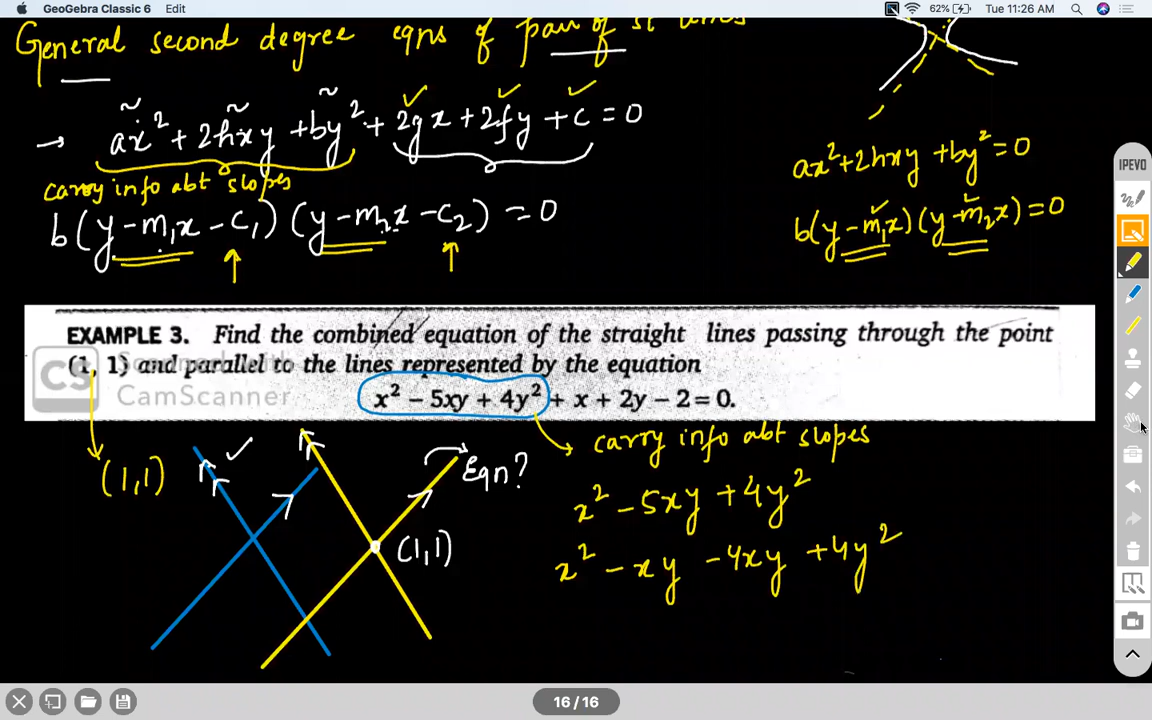 GeoGebra Classic 6 Edit 62% Tue 11:26 AM
General second degree eqns of pair of st lines
→ ax² + 2hxy + by² + 2gx + 2fy + c = 0
carry info abt slopes
b(y - m₁x - c₁) (y - m₂x - c₂) = 0
ax² + 2hxy + by² = 0
b(y - m₁x)(y - m₂x) = 0
IPEVO
EXAMPLE 3. Find the combined equation of the straight lines passing through the point
(1, 1) and parallel to the lines represented by the equation
x² − 5xy + 4y² + x + 2y − 2 = 0.
CS CamScanner
carry info abt slopes
(1,1)
Eqn?
(1,1)
x² - 5xy + 4y²
x² - xy - 4xy + 4y²
16 / 16